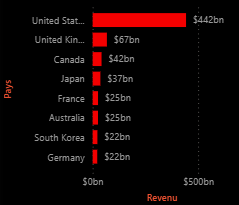 United Stat... $442bn
United Kin... $67bn
Canada $42bn
Japan $37bn
France $25bn
Australia $25bn
South Korea $22bn
Germany $22bn
Pays
$0bn $500bn
Revenu